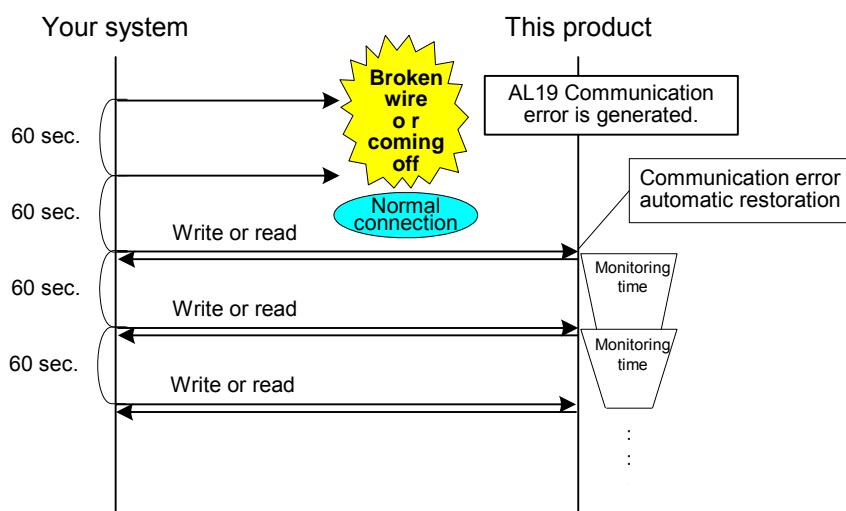 Your system
This product
Broken
wire
o r
coming
off
AL19 Communication
error is generated.
60 sec.
Communication error
automatic restoration
60 sec.
Normal
connection
Write or read
Monitoring
time
60 sec.
Write or read
Monitoring
time
60 sec.
Write or read